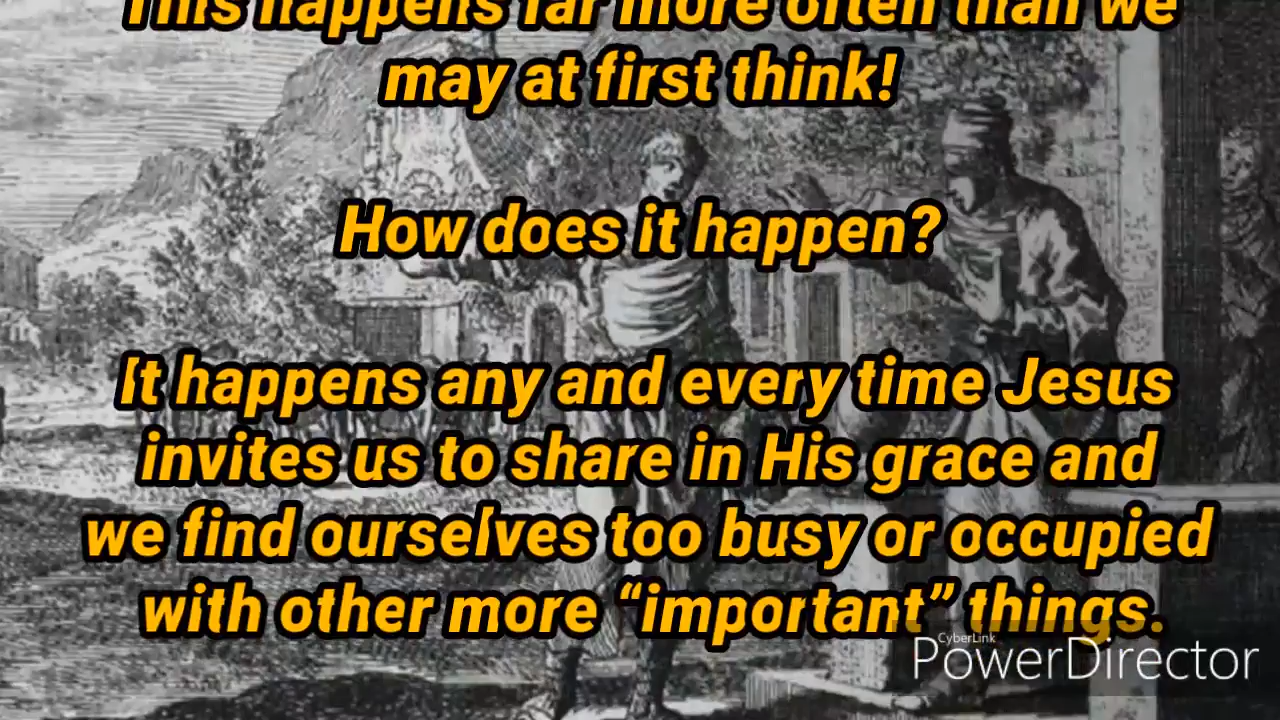 This happens far more often than we
may at first think!
How does it happen?
It happens any and every time Jesus
invites us to share in His grace and
we find ourselves too busy or occupied
with other more “important” things.
CyberLink
PowerDirector